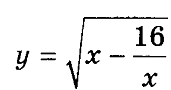 y = √(x − 16/x)